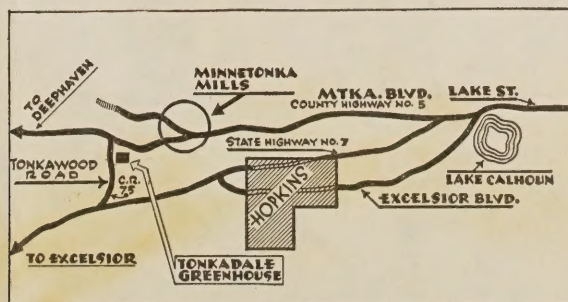 TO
DEEPHAVEN
MINNETONKA
MILLS
MTKA. BLVD.
COUNTY HIGHWAY NO. 5
LAKE ST.
STATE HIGHWAY NO. 7
TONKAWOOD
ROAD
C.R.
75
HOPKINS
LAKE CALHOUN
EXCELSIOR BLVD.
TO EXCELSIOR
TONKADALE
GREENHOUSE